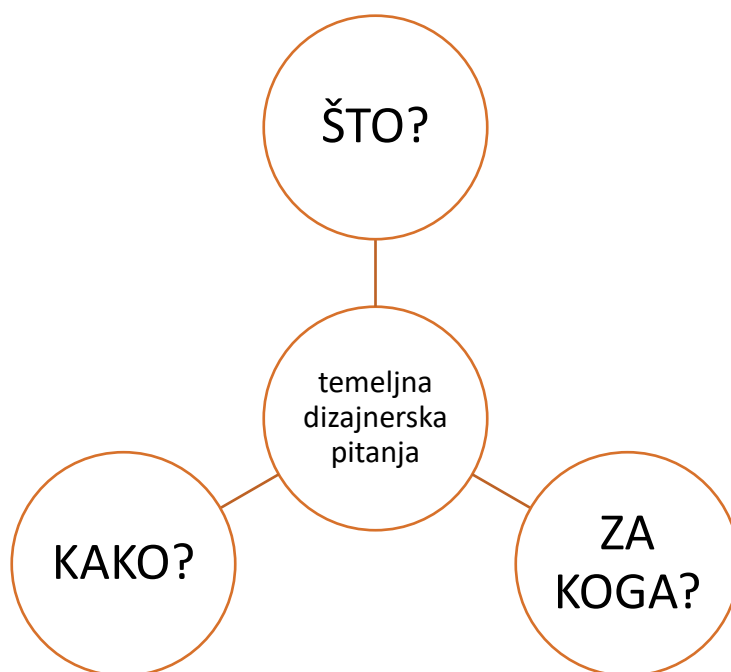 ŠTO?
temeljna
dizajnerska
pitanja
KAKO?
ZA
KOGA?